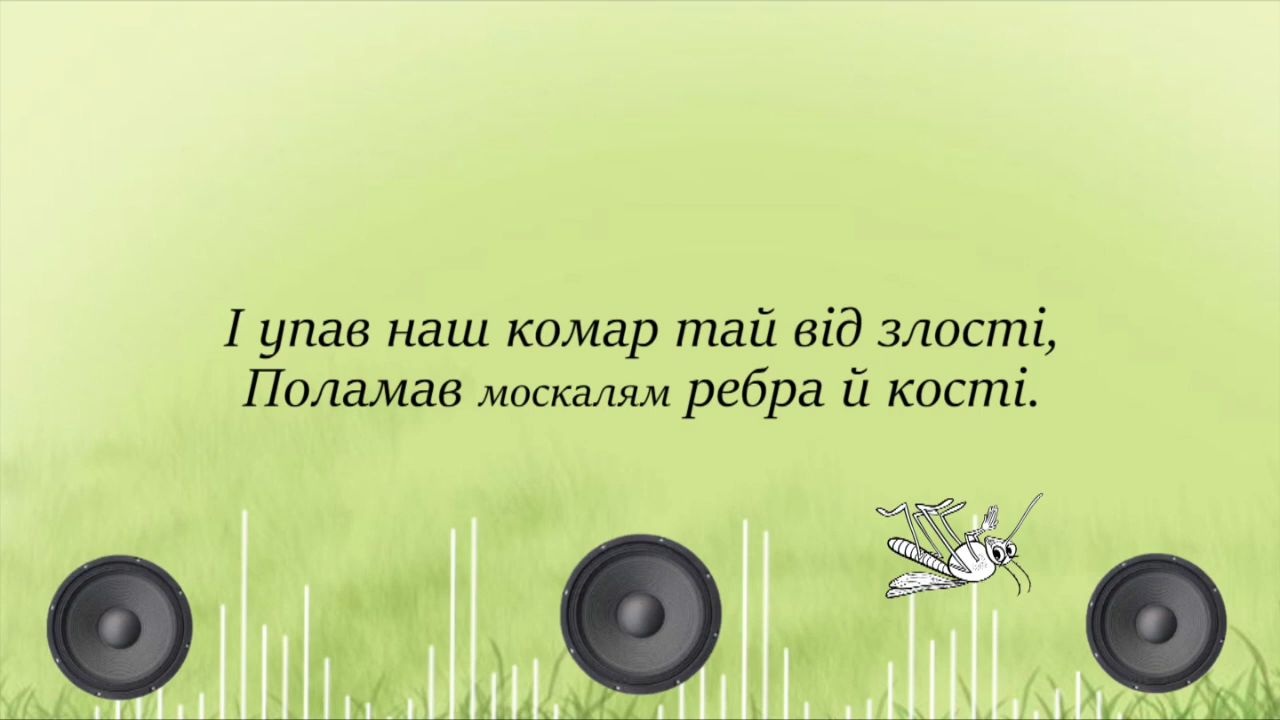 І упав наш комар тай від злості,
Поламав москалям ребра й кості.